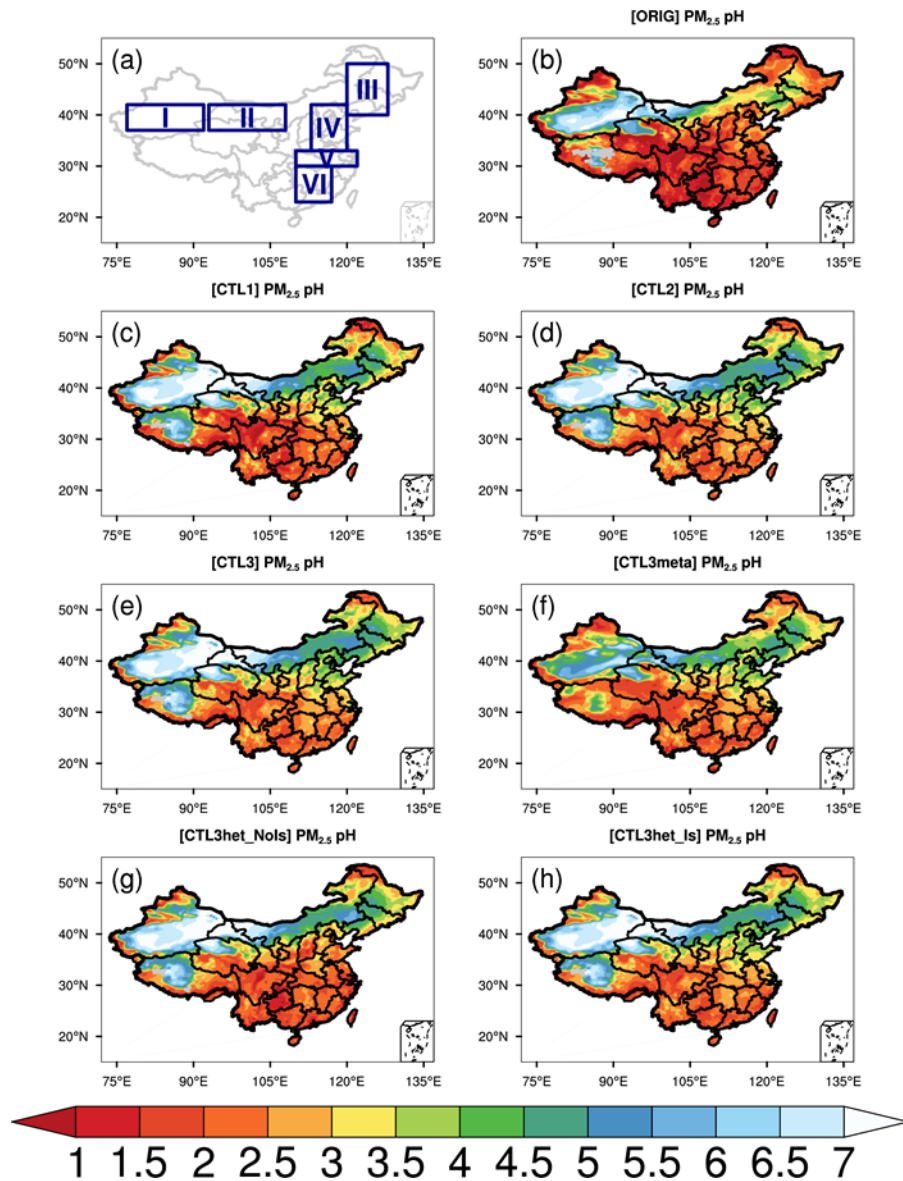 [ORIG] PM2.5 pH
(a)
I
II
III
IV
V
VI
50°N
40°N
30°N
20°N
75°E 90°E 105°E 120°E 135°E
(b)
50°N
40°N
30°N
20°N
75°E 90°E 105°E 120°E 135°E
[CTL1] PM2.5 pH
(c)
50°N
40°N
30°N
20°N
75°E 90°E 105°E 120°E 135°E
[CTL2] PM2.5 pH
(d)
50°N
40°N
30°N
20°N
75°E 90°E 105°E 120°E 135°E
[CTL3] PM2.5 pH
(e)
50°N
40°N
30°N
20°N
75°E 90°E 105°E 120°E 135°E
[CTL3meta] PM2.5 pH
(f)
50°N
40°N
30°N
20°N
75°E 90°E 105°E 120°E 135°E
[CTL3het_NoIs] PM2.5 pH
(g)
50°N
40°N
30°N
20°N
75°E 90°E 105°E 120°E 135°E
[CTL3het_Is] PM2.5 pH
(h)
50°N
40°N
30°N
20°N
75°E 90°E 105°E 120°E 135°E
1 1.5 2 2.5 3 3.5 4 4.5 5 5.5 6 6.5 7